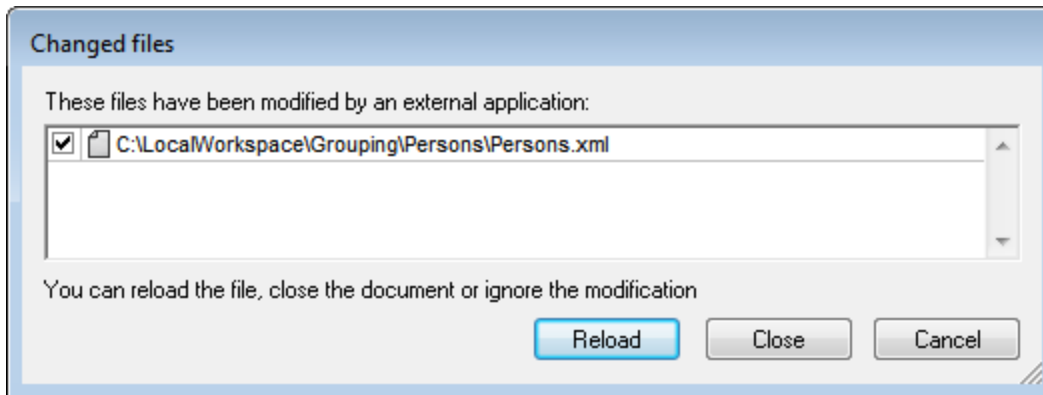 Changed files
These files have been modified by an external application:
C:\LocalWorkspace\Grouping\Persons\Persons.xml
You can reload the file, close the document or ignore the modification
Reload Close Cancel